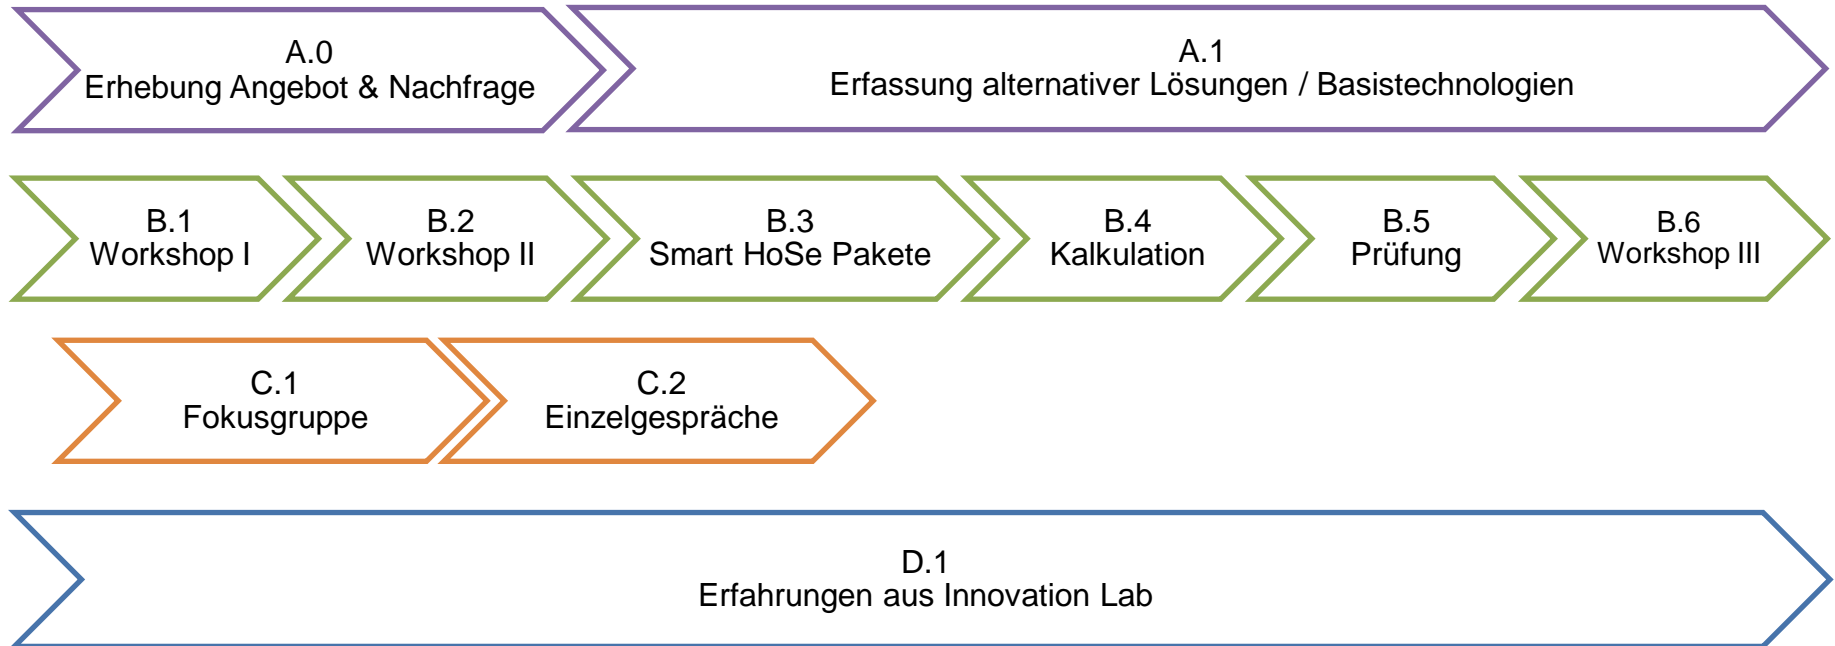 A.0
Erhebung Angebot & Nachfrage
A.1
Erfassung alternativer Lösungen / Basistechnologien
B.1
Workshop I
B.2
Workshop II
B.3
Smart HoSe Pakete
B.4
Kalkulation
B.5
Prüfung
B.6
Workshop III
C.1
Fokusgruppe
C.2
Einzelgespräche
D.1
Erfahrungen aus Innovation Lab